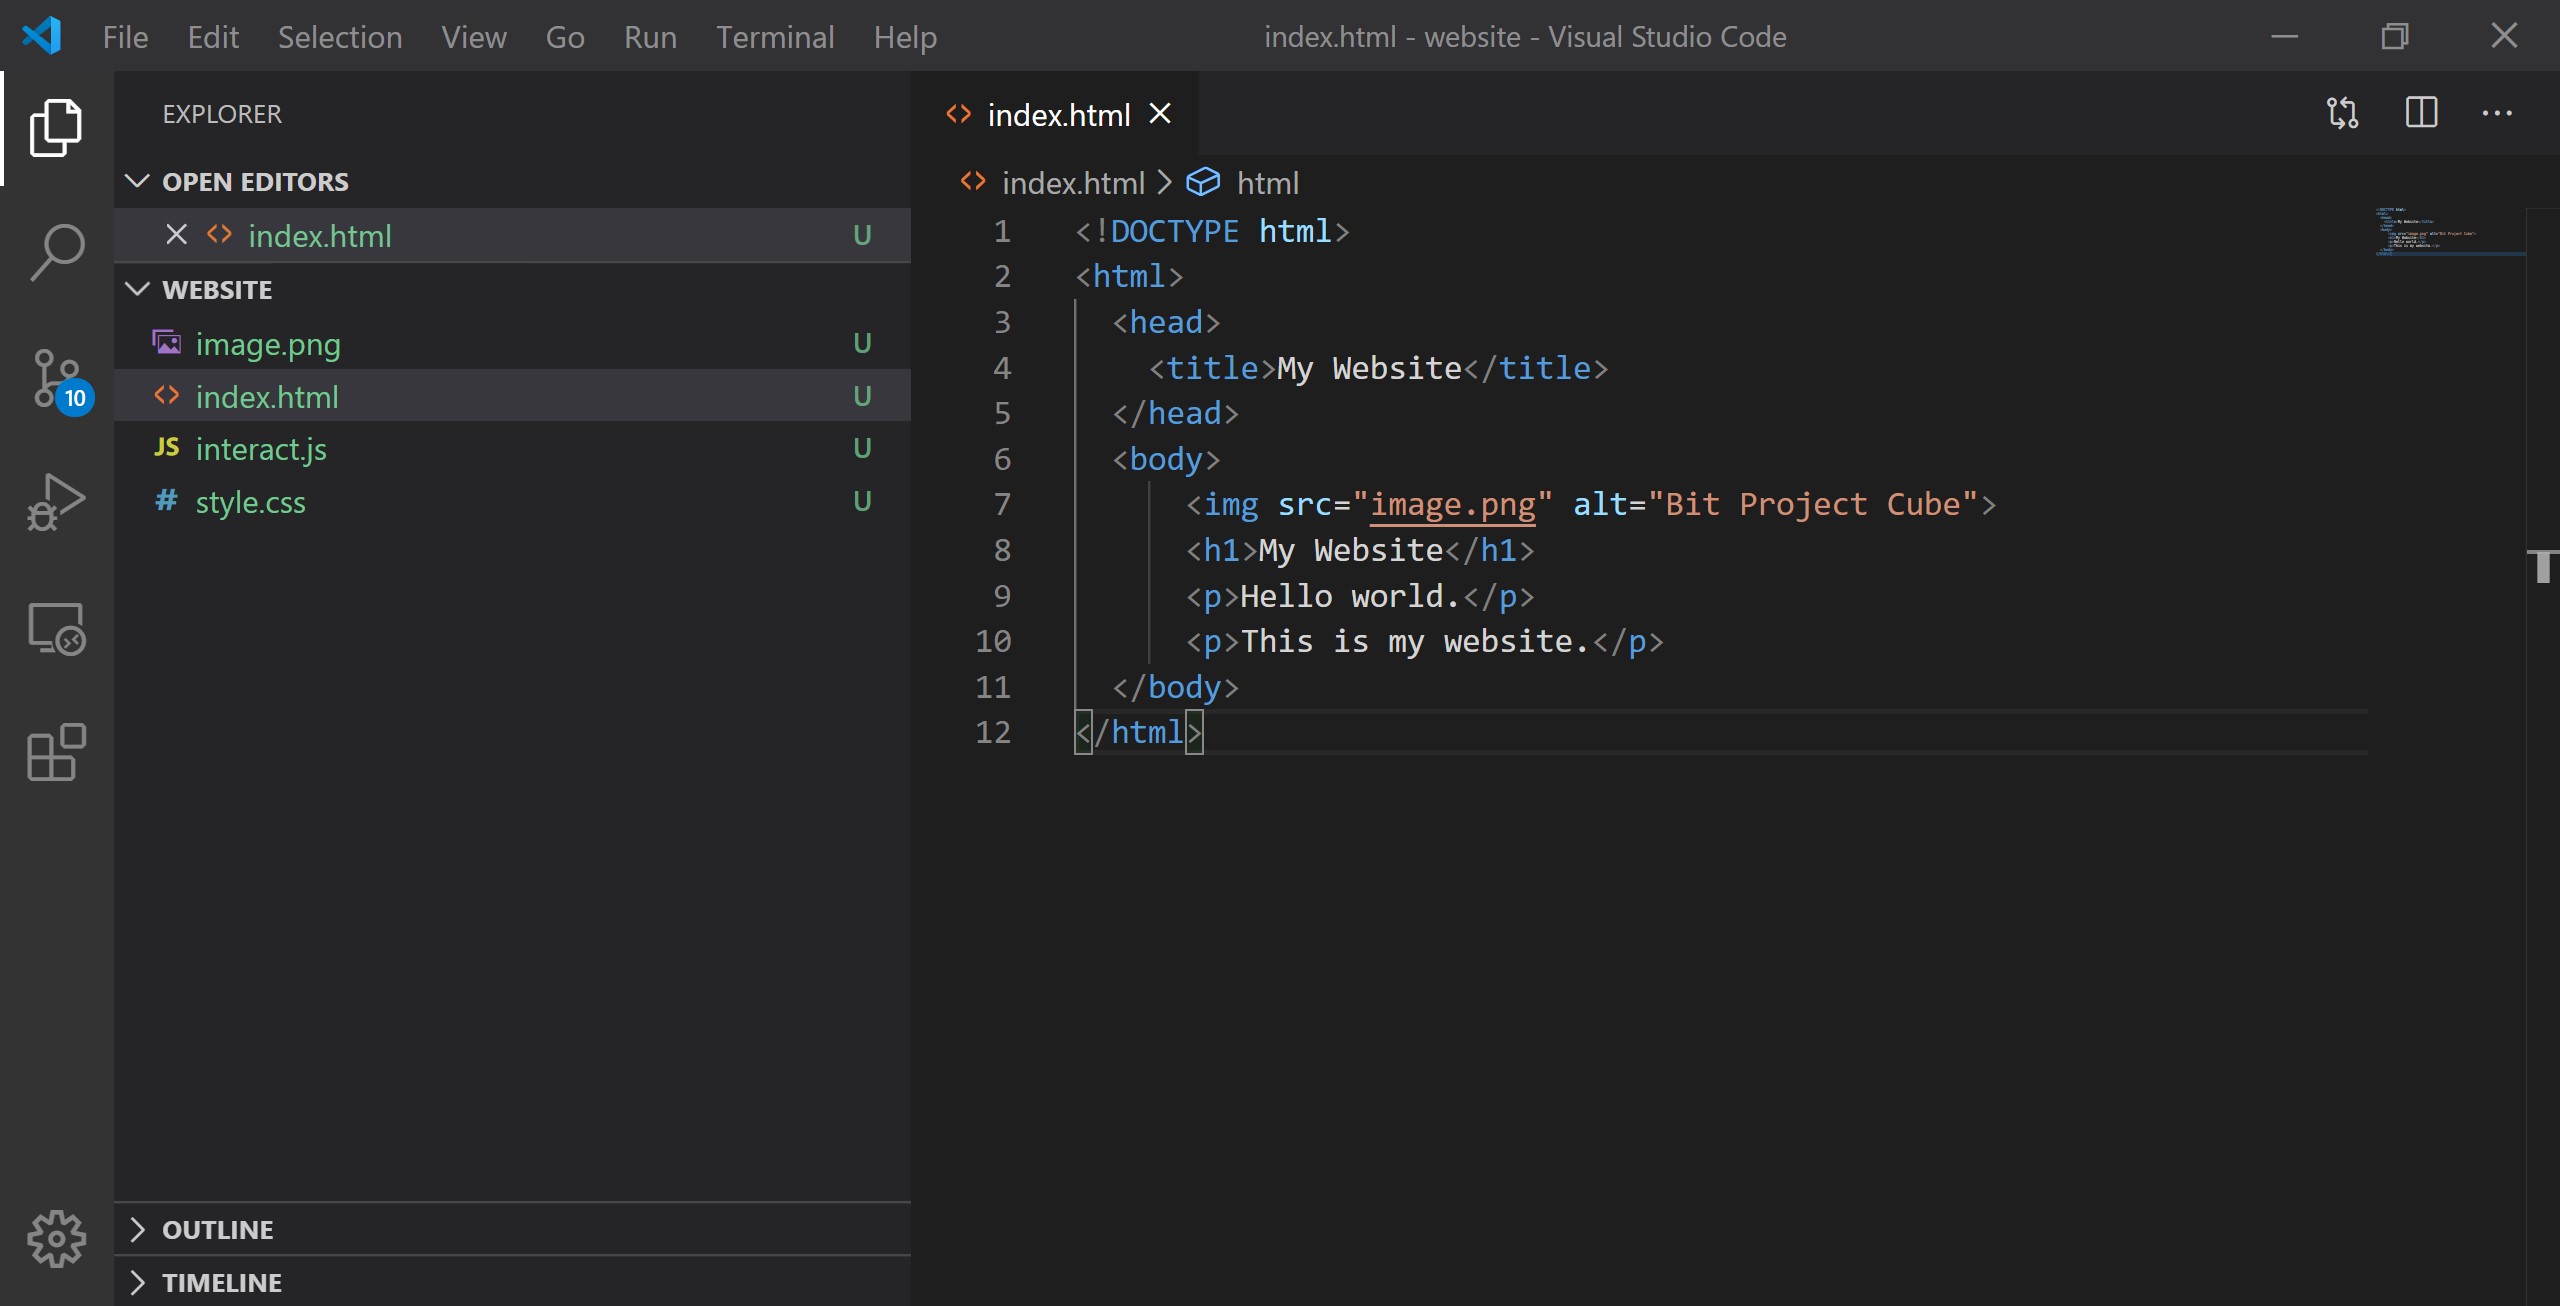 File Edit Selection View Go Run Terminal Help
index.html - website - Visual Studio Code
EXPLORER
OPEN EDITORS
index.html U
WEBSITE
image.png U
index.html U
JS interact.js U
# style.css U
10
OUTLINE
TIMELINE
<> index.html
<> index.html > html
1 <!DOCTYPE html>
2 <html>
3 <head>
4 <title>My Website</title>
5 </head>
6 <body>
7 <img src="image.png" alt="Bit Project Cube">
8 <h1>My Website</h1>
9 <p>Hello world.</p>
10 <p>This is my website.</p>
11 </body>
12 </html>